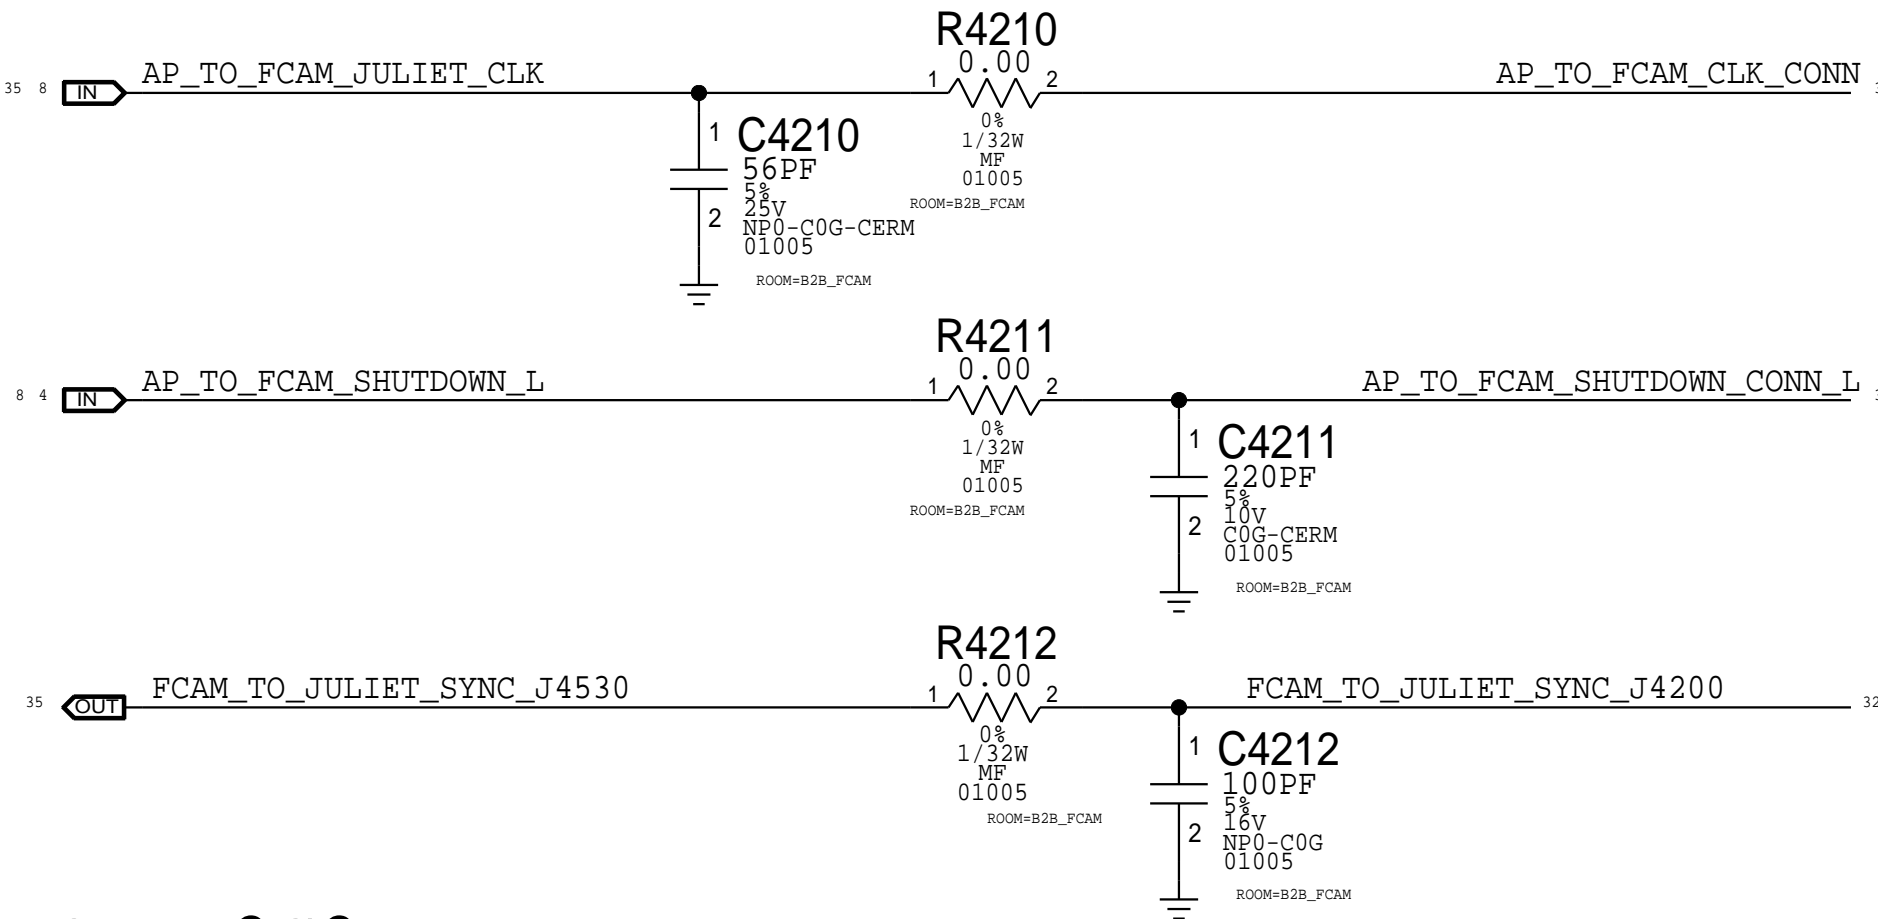 R4210
0.00
35 8 IN AP_TO_FCAM_JULIET_CLK 1 2 AP_TO_FCAM_CLK_CONN
0%
1/32W
MF
01005
ROOM=B2B_FCAM
1 C4210
56PF
5%
25V
2 NP0-C0G-CERM
01005
ROOM=B2B_FCAM
R4211
0.00
8 4 IN AP_TO_FCAM_SHUTDOWN_L 1 2 AP_TO_FCAM_SHUTDOWN_CONN_L
0%
1/32W
MF
01005
ROOM=B2B_FCAM
1 C4211
220PF
5%
10V
2 C0G-CERM
01005
ROOM=B2B_FCAM
R4212
0.00
35 OUT FCAM_TO_JULIET_SYNC_J4530 1 2 FCAM_TO_JULIET_SYNC_J4200 32
0%
1/32W
MF
01005
ROOM=B2B_FCAM
1 C4212
100PF
5%
16V
2 NP0-C0G
01005
ROOM=B2B_FCAM